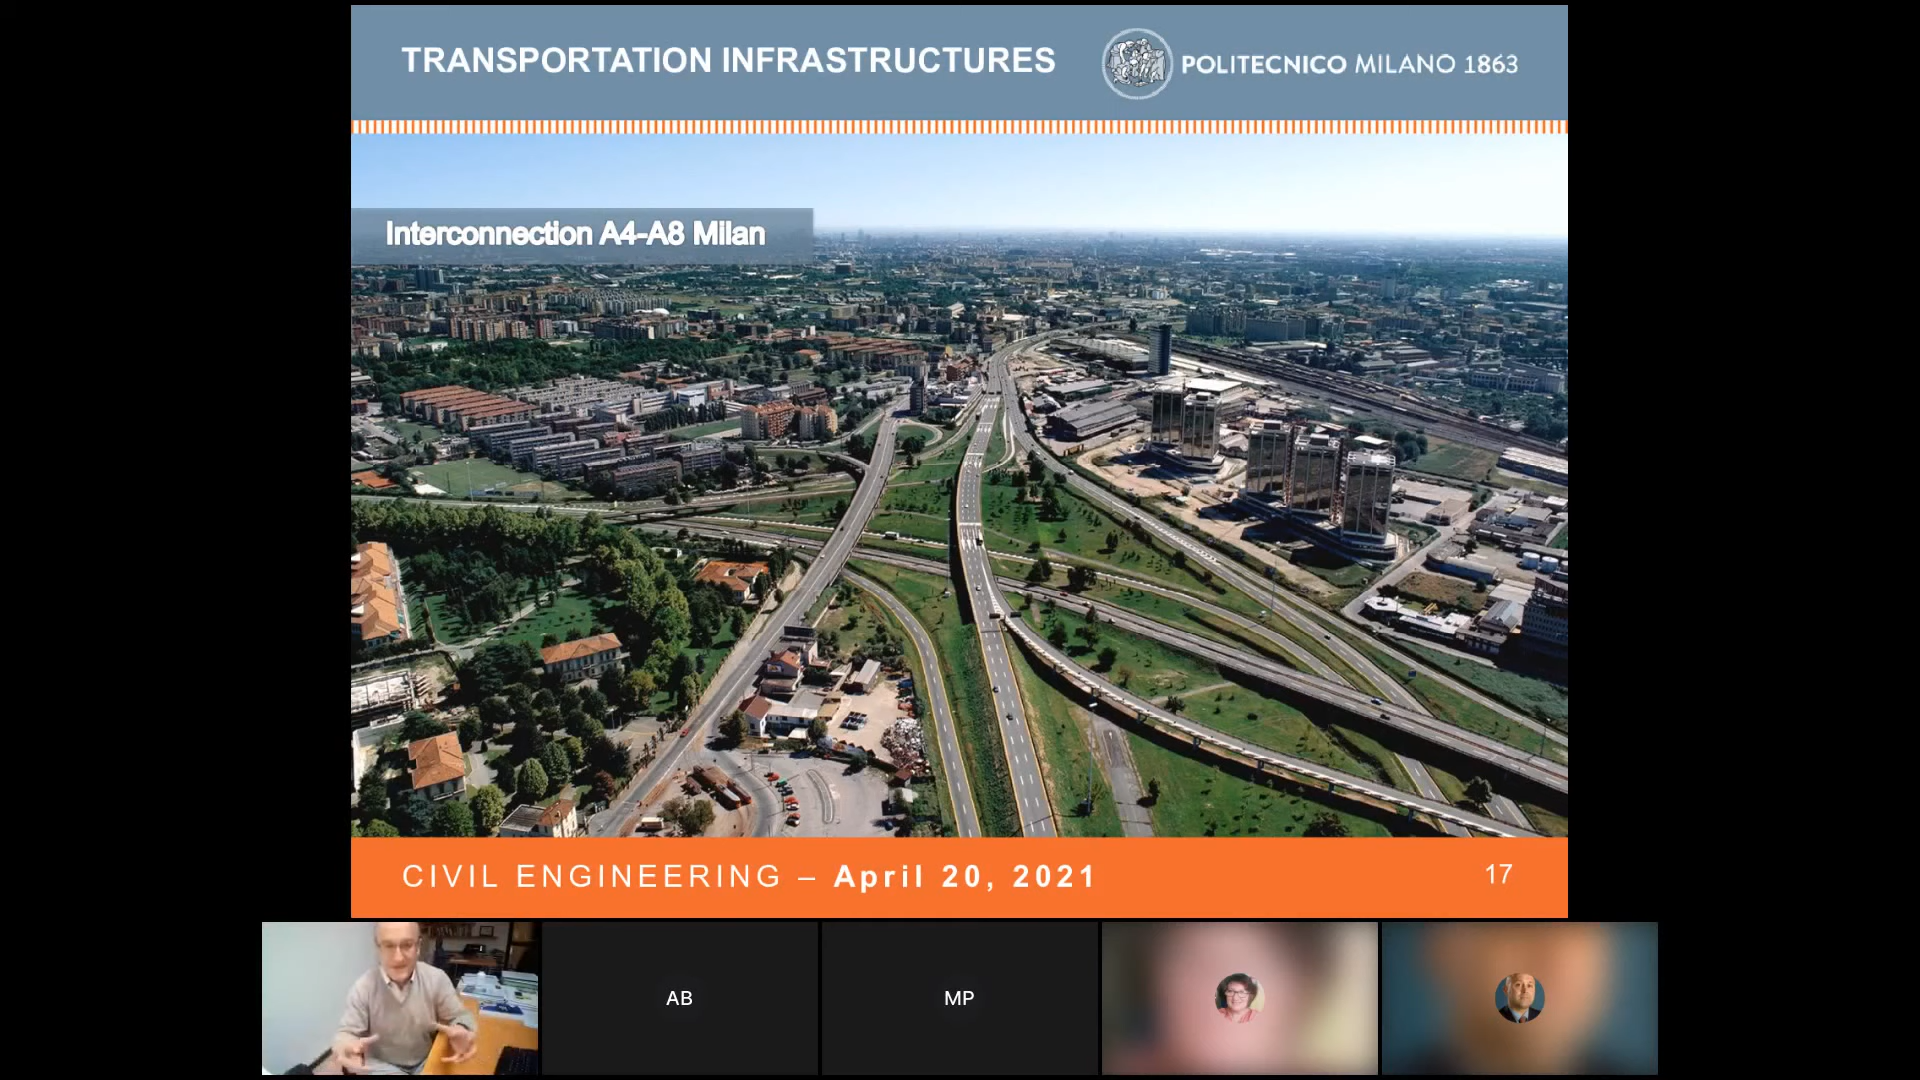 TRANSPORTATION INFRASTRUCTURES
POLITECNICO MILANO 1863
Interconnection A4-A8 Milan
CIVIL ENGINEERING – April 20, 2021
17
AB
MP